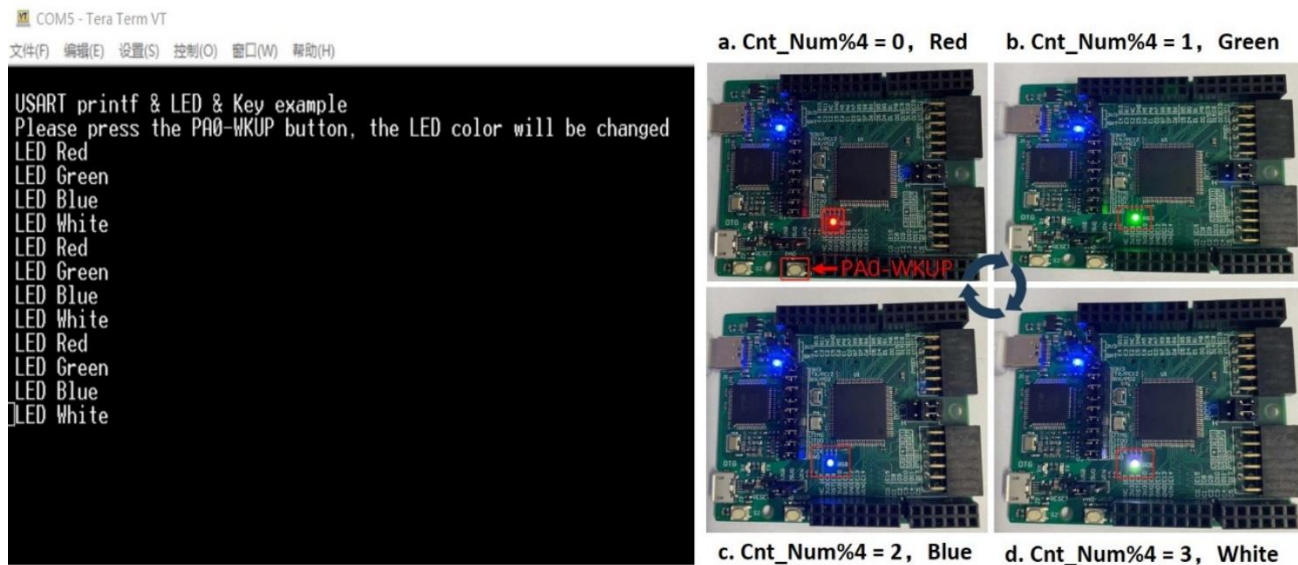 COM5 - Tera Term VT
文件(F) 编辑(E) 设置(S) 控制(O) 窗口(W) 帮助(H)
USART printf & LED & Key example
Please press the PA0-WKUP button, the LED color will be changed
LED Red
LED Green
LED Blue
LED White
LED Red
LED Green
LED Blue
LED White
LED Red
LED Green
LED Blue
LED White
a. Cnt_Num%4 = 0，Red
b. Cnt_Num%4 = 1，Green
PA0-WKUP
c. Cnt_Num%4 = 2，Blue
d. Cnt_Num%4 = 3，White